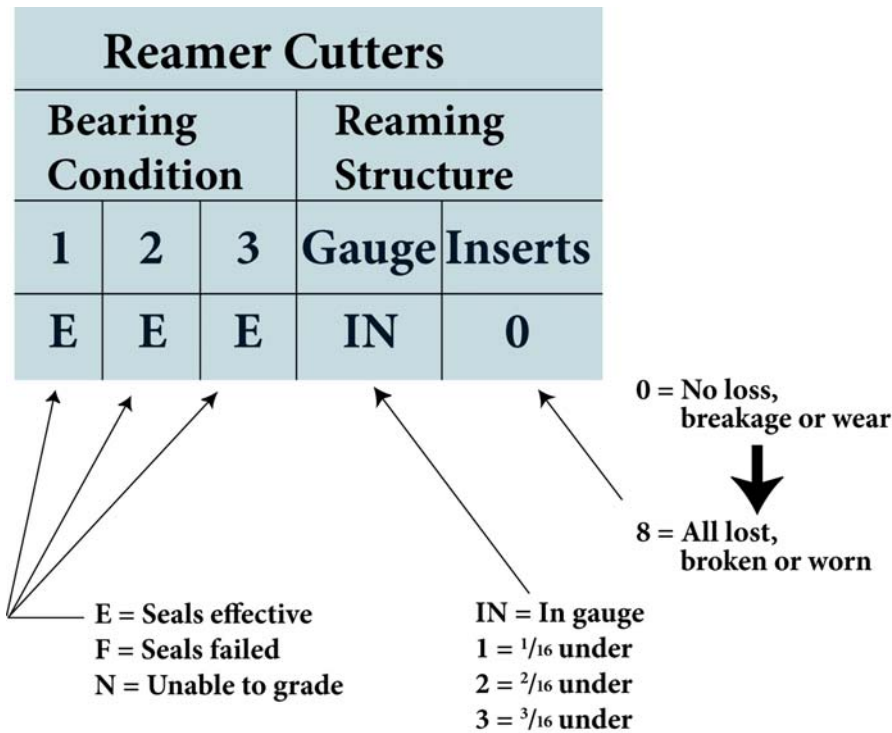 Reamer Cutters
Bearing Condition
Reaming Structure
1 2 3 Gauge Inserts
E E E IN 0
0 = No loss,
breakage or wear
8 = All lost,
broken or worn
E = Seals effective
F = Seals failed
N = Unable to grade
IN = In gauge
1 = 1/16 under
2 = 2/16 under
3 = 3/16 under